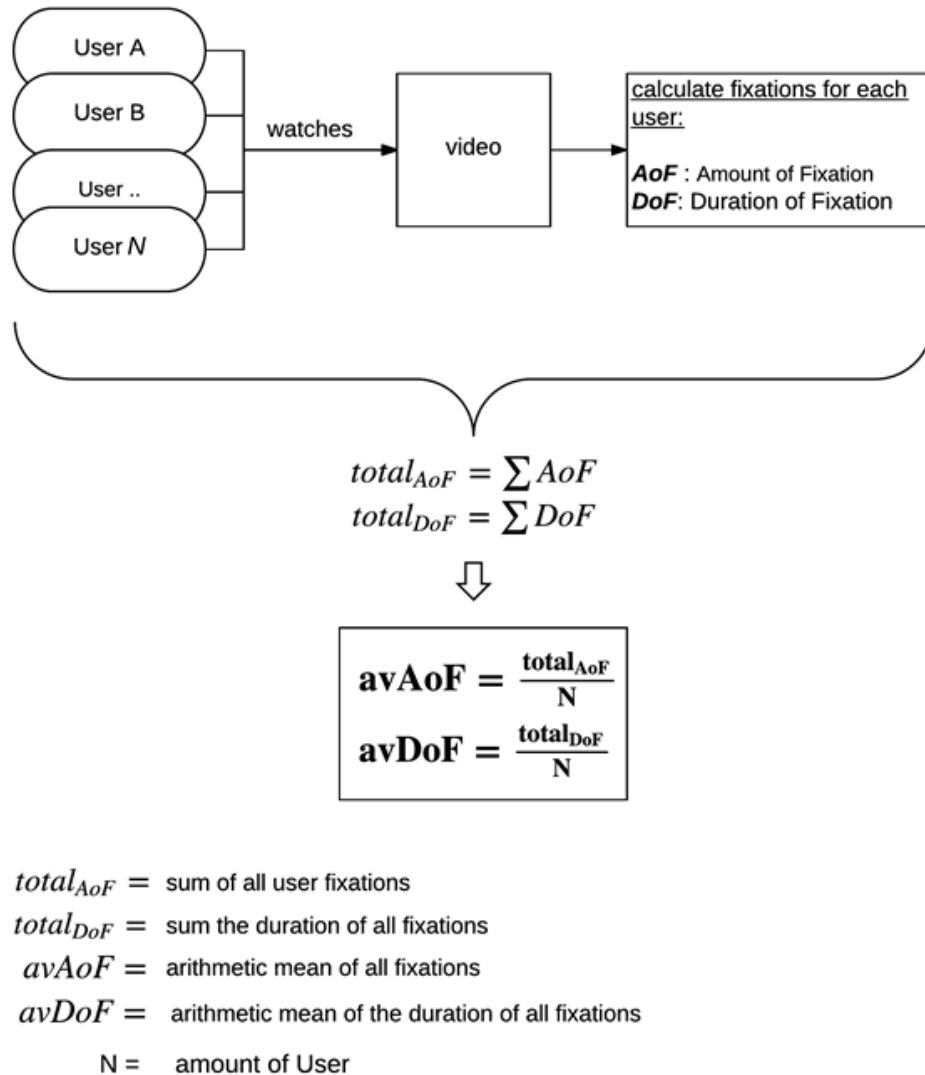 User A
User B
User ..
User N
watches
video
calculate fixations for each
user:
AoF : Amount of Fixation
DoF: Duration of Fixation
total_AoF = ∑ AoF
total_DoF = ∑ DoF
avAoF = total_AoF / N
avDoF = total_DoF / N
total_AoF = sum of all user fixations
total_DoF = sum the duration of all fixations
avAoF = arithmetic mean of all fixations
avDoF = arithmetic mean of the duration of all fixations
N = amount of User